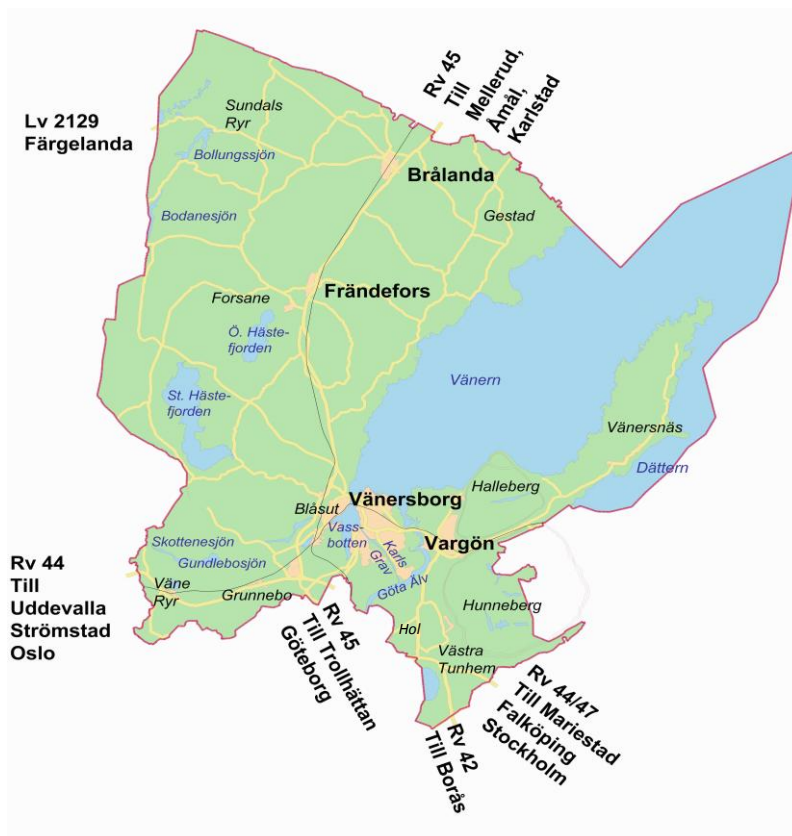 Rv 45
Till
Mellerud,
Åmål,
Karlstad
Lv 2129
Färgelanda
Sundals
Ryr
Bollungssjön
Brålanda
Bodanesjön
Gestad
Frändefors
Forsane
Ö. Häste-
fjorden
Vänern
St. Häste-
fjorden
Vänersnäs
Dättern
Halleberg
Vänersborg
Blåsut
Vass-
botten
Vargön
Karls
Grav
Skottenesjön
Gundlebosjön
Göta Älv
Rv 44
Till
Uddevalla
Strömstad
Oslo
Väne
Ryr
Grunnebo
Hunneberg
Rv 45
Till Trollhättan
Göteborg
Hol
Västra
Tunhem
Rv 44/47
Till Mariestad
Falköping
Stockholm
Rv 42
Till Borås